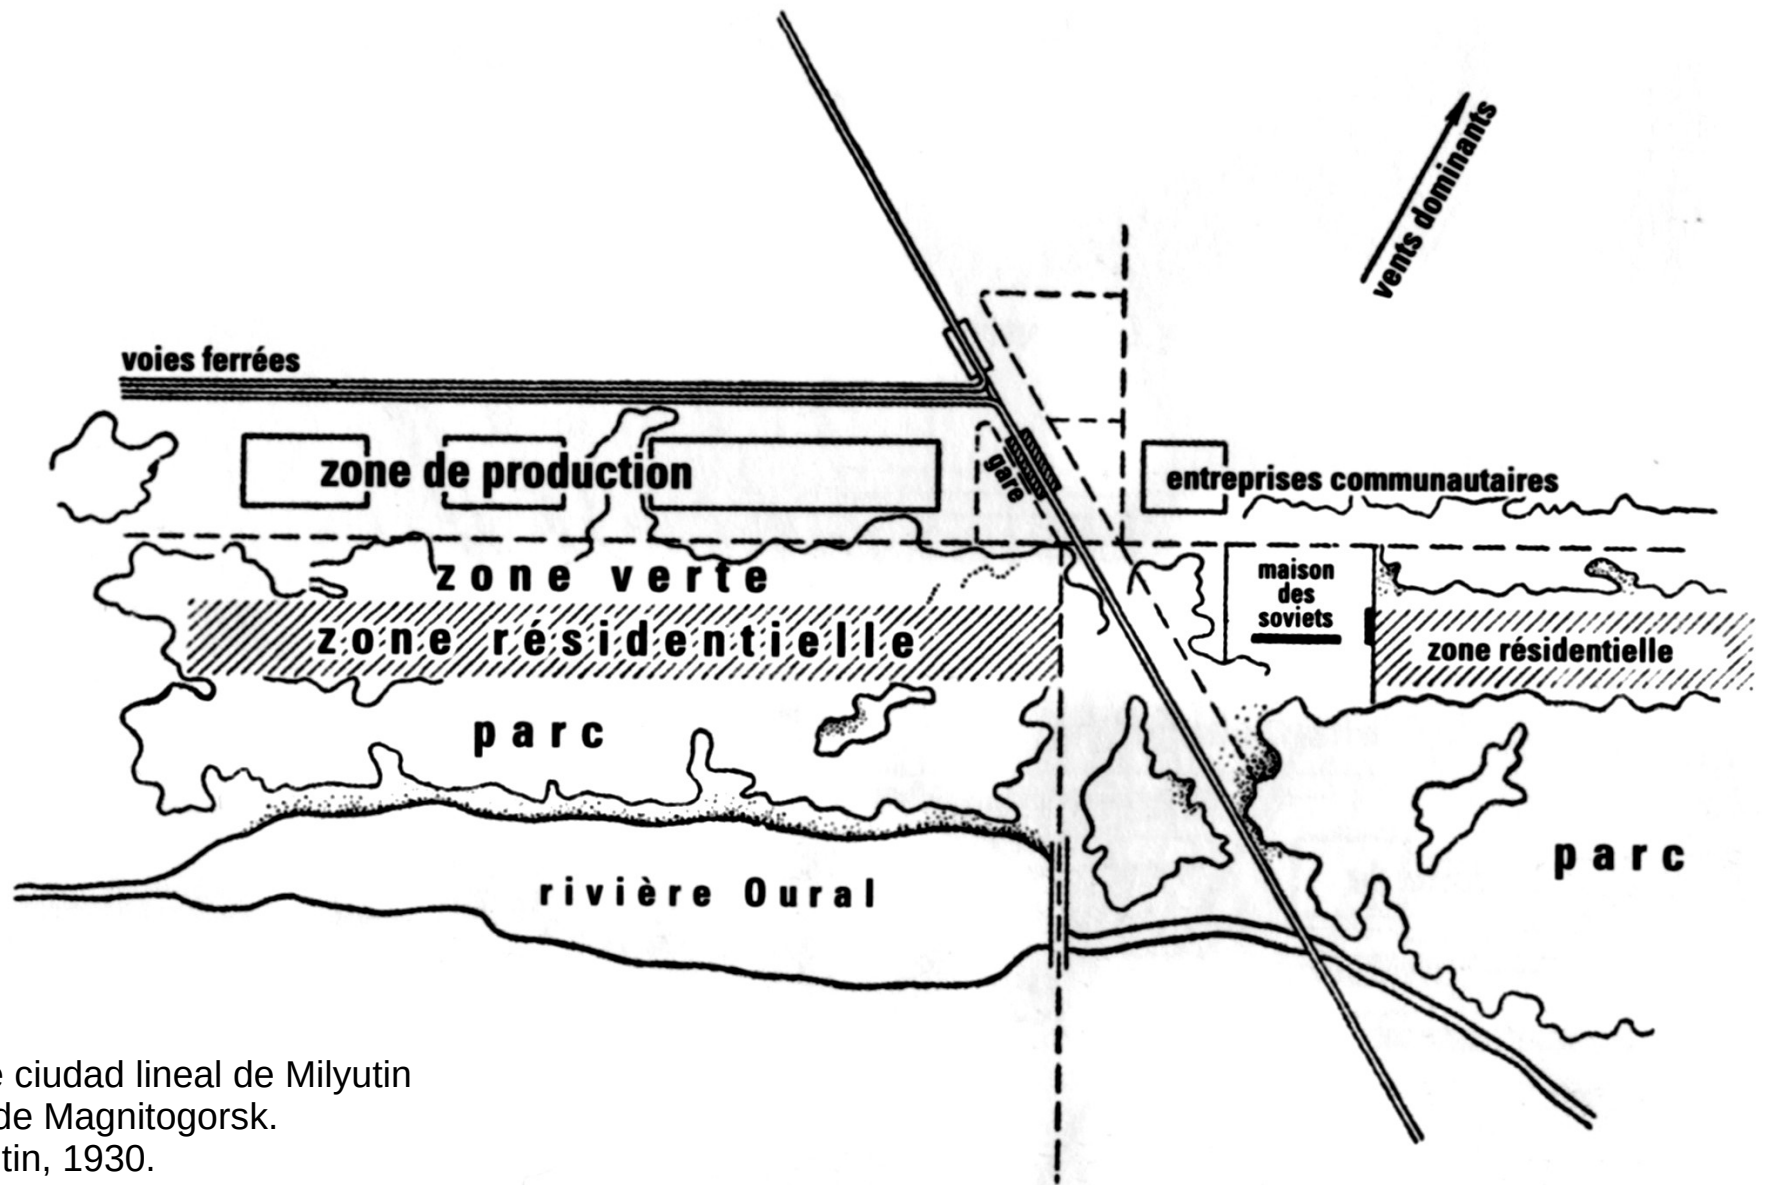 vents dominants
voies ferrées
zone de production
gare
entreprises communautaires
zone verte
maison
des
soviets
zone résidentielle
zone résidentielle
parc
parc
rivière Oural
ciudad lineal de Milyutin
de Magnitogorsk.
tin, 1930.